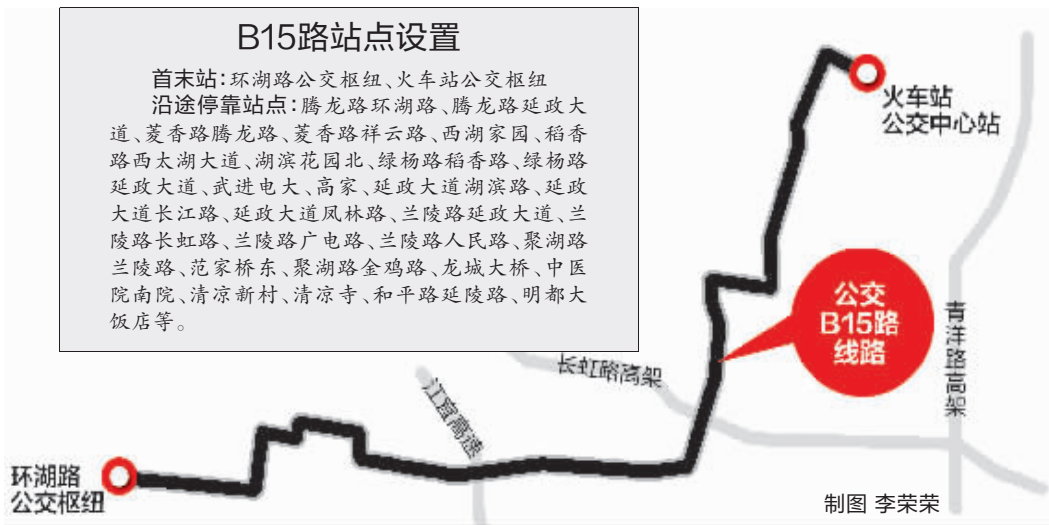 B15路站点设置
首末站：环湖路公交枢纽、火车站公交枢纽
沿途停靠站点：腾龙路环湖路、腾龙路延政大
道、菱香路腾龙路、菱香路祥云路、西湖家园、稻香
路西太湖大道、湖滨花园北、绿杨路稻香路、绿杨路
延政大道、武进电大、高家、延政大道湖滨路、延政
大道长江路、延政大道凤林路、兰陵路延政大道、兰
陵路长虹路、兰陵路广电路、兰陵路人民路、聚湖路
兰陵路、范家桥东、聚湖路金鸡路、龙城大桥、中医
院南院、清凉新村、清凉寺、和平路延陵路、明都大
饭店等。
火车站
公交中心站
公交
B15路
线路
青洋路高架
长虹路高架
江宜高速
环湖路
公交枢纽
制图 李荣荣